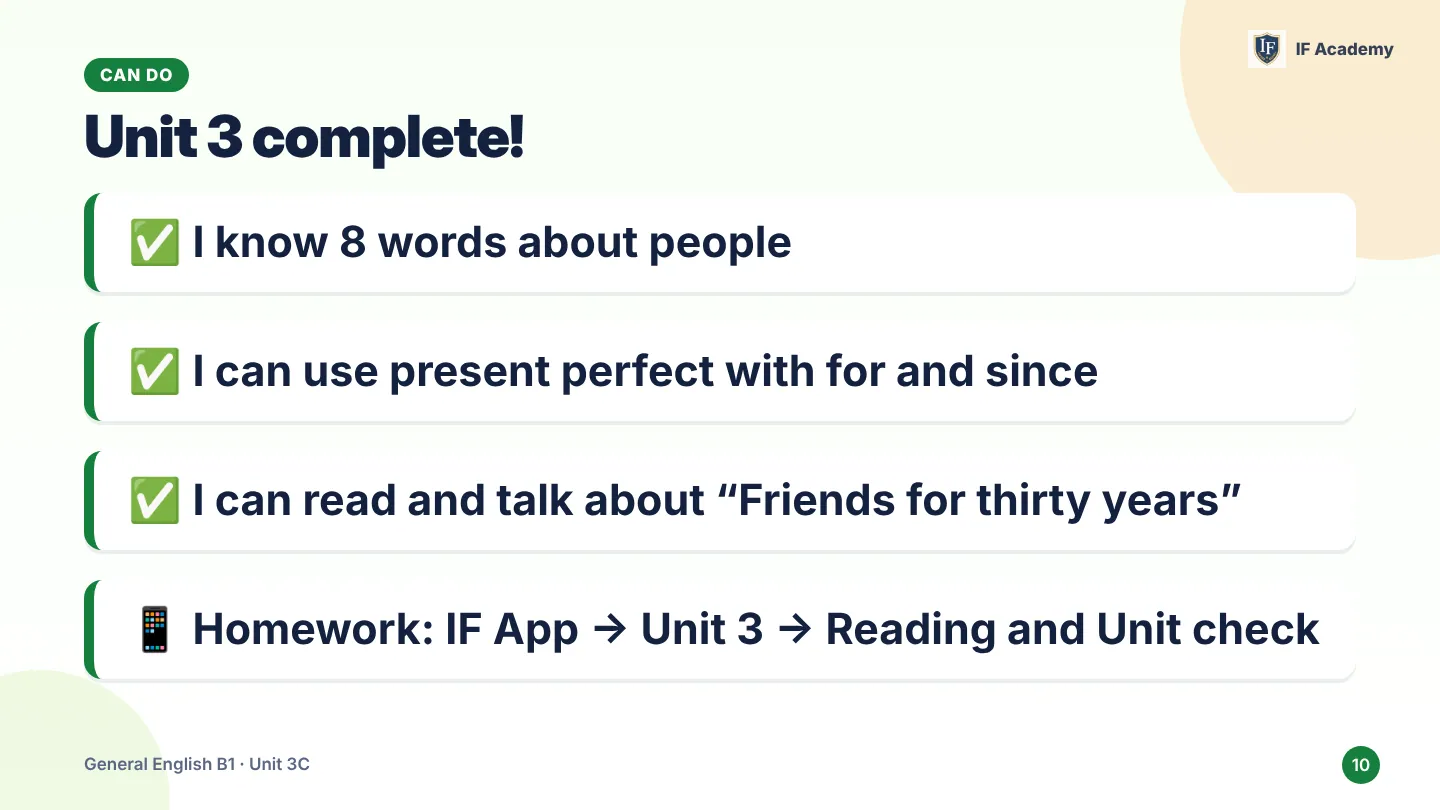 IF Academy
CAN DO
Unit 3 complete!
✅ I know 8 words about people
✅ I can use present perfect with for and since
✅ I can read and talk about “Friends for thirty years”
📱 Homework: IF App → Unit 3 → Reading and Unit check
General English B1 · Unit 3C
10